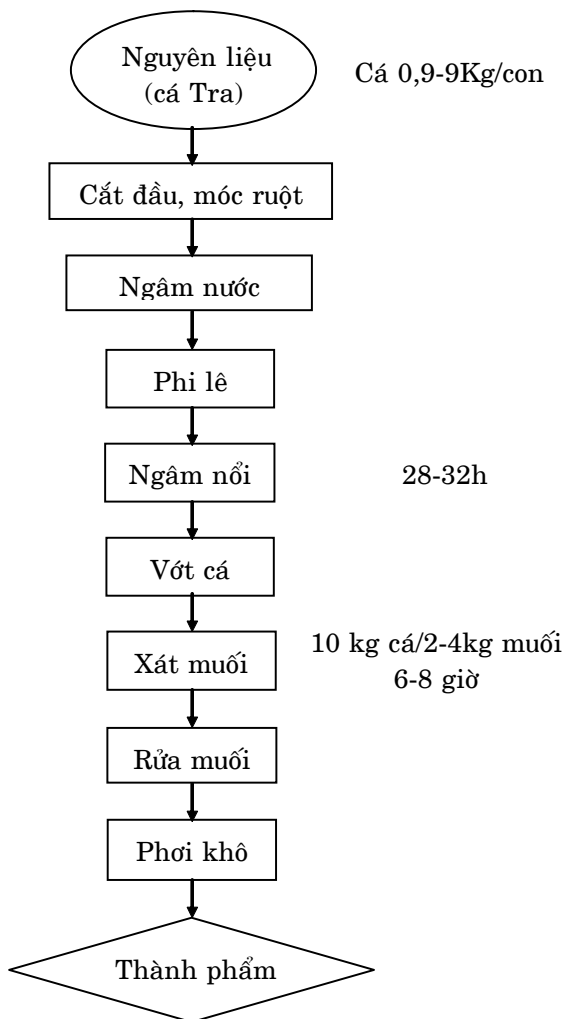 Nguyên liệu
(cá Tra)
Cá 0,9-9Kg/con
Cắt đầu, móc ruột
Ngâm nước
Phi lê
Ngâm nổi
28-32h
Vớt cá
Xát muối
10 kg cá/2-4kg muối
6-8 giờ
Rửa muối
Phơi khô
Thành phẩm